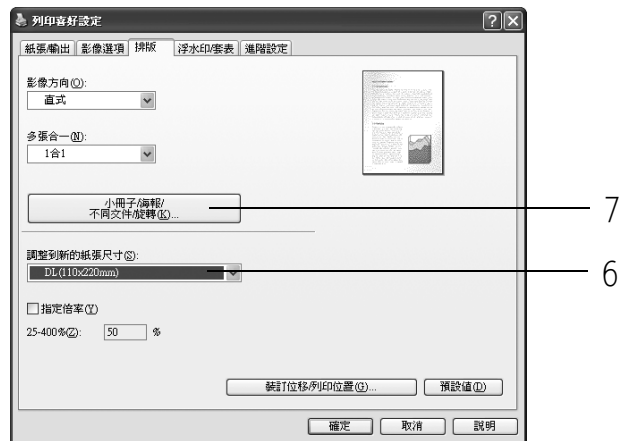 列印喜好設定
紙張/輸出 影像選項 排版 浮水印/套表 進階設定
影像方向(O):
直式
多張合一(N):
1合1
小冊子/海報/
不同文件/旋轉(K)...
7
調整到新的紙張尺寸(S):
DL (110x220mm)
6
指定倍率(Y)
25-400%(Z): 50 %
裝訂位移/列印位置(G)... 預設值(D)
確定 取消 說明